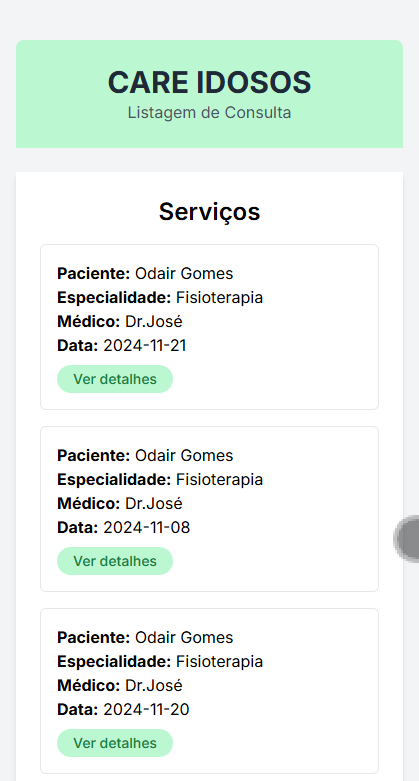 CARE IDOSOS
Listagem de Consulta
Serviços
Paciente: Odair Gomes
Especialidade: Fisioterapia
Médico: Dr.José
Data: 2024-11-21
Ver detalhes
Paciente: Odair Gomes
Especialidade: Fisioterapia
Médico: Dr.José
Data: 2024-11-08
Ver detalhes
Paciente: Odair Gomes
Especialidade: Fisioterapia
Médico: Dr.José
Data: 2024-11-20
Ver detalhes